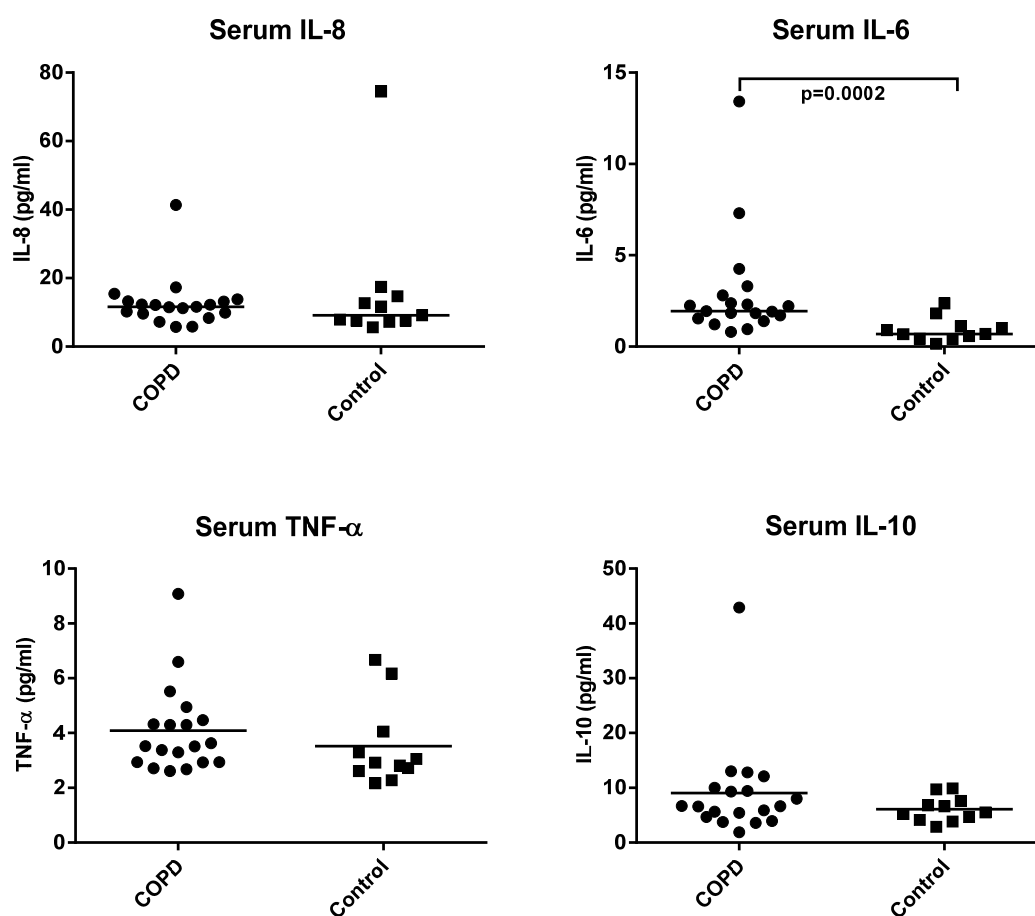 Serum IL-8
80
60
40
20
0
IL-8 (pg/ml)
COPD
Control
Serum IL-6
15
10
5
0
IL-6 (pg/ml)
p=0.0002
COPD
Control
Serum TNF-α
10
8
6
4
2
0
TNF-α (pg/ml)
COPD
Control
Serum IL-10
50
40
30
20
10
0
IL-10 (pg/ml)
COPD
Control